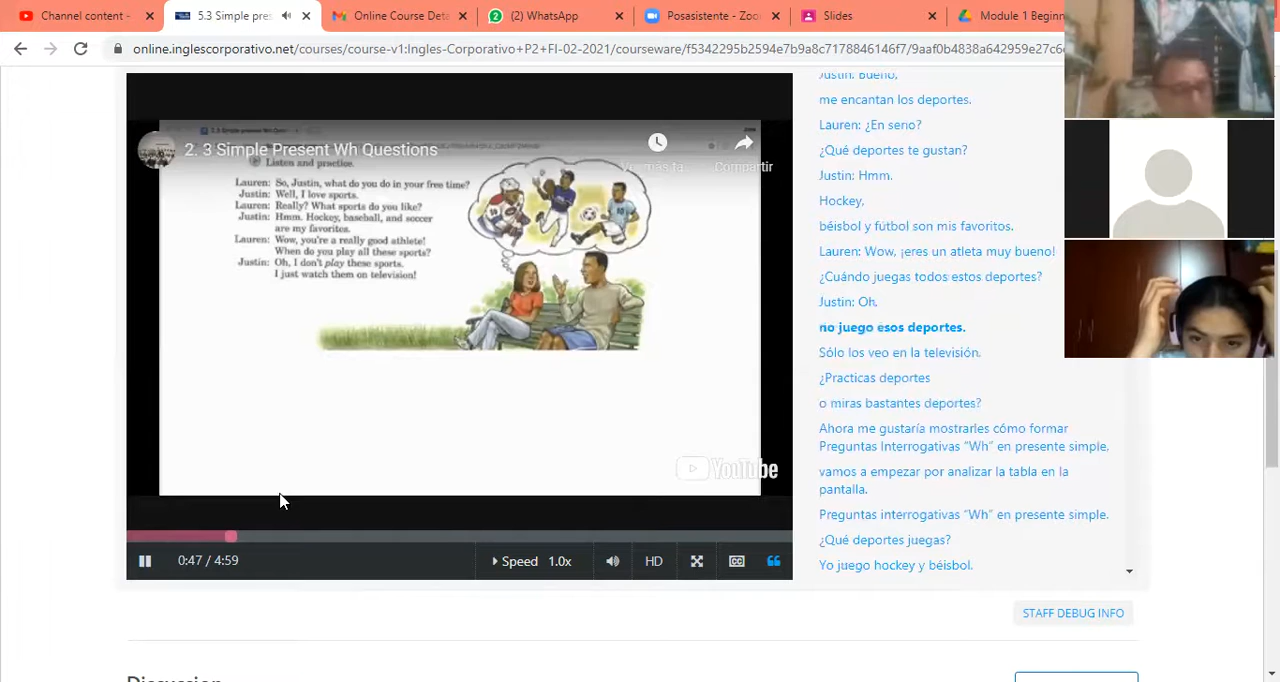 Channel content -
5.3 Simple pres
Online Course Deta
(2) WhatsApp
Posasistente - Zoo
Slides
Module 1 Beginn
online.inglescorporativo.net/courses/course-v1:Ingles-Corporativo+P2+FI-02-2021/courseware/f5342295b2594e7b9a8c7178846146f7/9aaf0b4838a642959e27c6
2. 3 Simple Present Wh Questions
Compartir
Listen and practice.
Lauren: So, Justin, what do you do in your free time?
Justin: Well, I love sports.
Lauren: Really? What sports do you like?
Justin: Hmm. Hockey, baseball, and soccer
are my favorites.
Lauren: Wow, you're a really good athlete!
When do you play all these sports?
Justin: Oh, I don't play these sports.
I just watch them on television!
YouTube
0:47 / 4:59
Speed 1.0x
HD
CC
Justin: Bueno,
me encantan los deportes.
Lauren: ¿En seno?
¿Qué deportes te gustan?
Justin: Hmm.
Hockey,
béisbol y fútbol son mis favoritos.
Lauren: Wow, ¡eres un atleta muy bueno!
¿Cuándo juegas todos estos deportes?
Justin: Oh,
no juego esos deportes.
Sólo los veo en la televisión.
¿Practicas deportes
o miras bastantes deportes?
Ahora me gustaría mostrarles cómo formar
Preguntas Interrogativas “Wh” en presente simple,
vamos a empezar por analizar la tabla en la
pantalla.
Preguntas interrogativas “Wh” en presente simple.
¿Qué deportes juegas?
Yo juego hockey y béisbol.
STAFF DEBUG INFO
Discussion